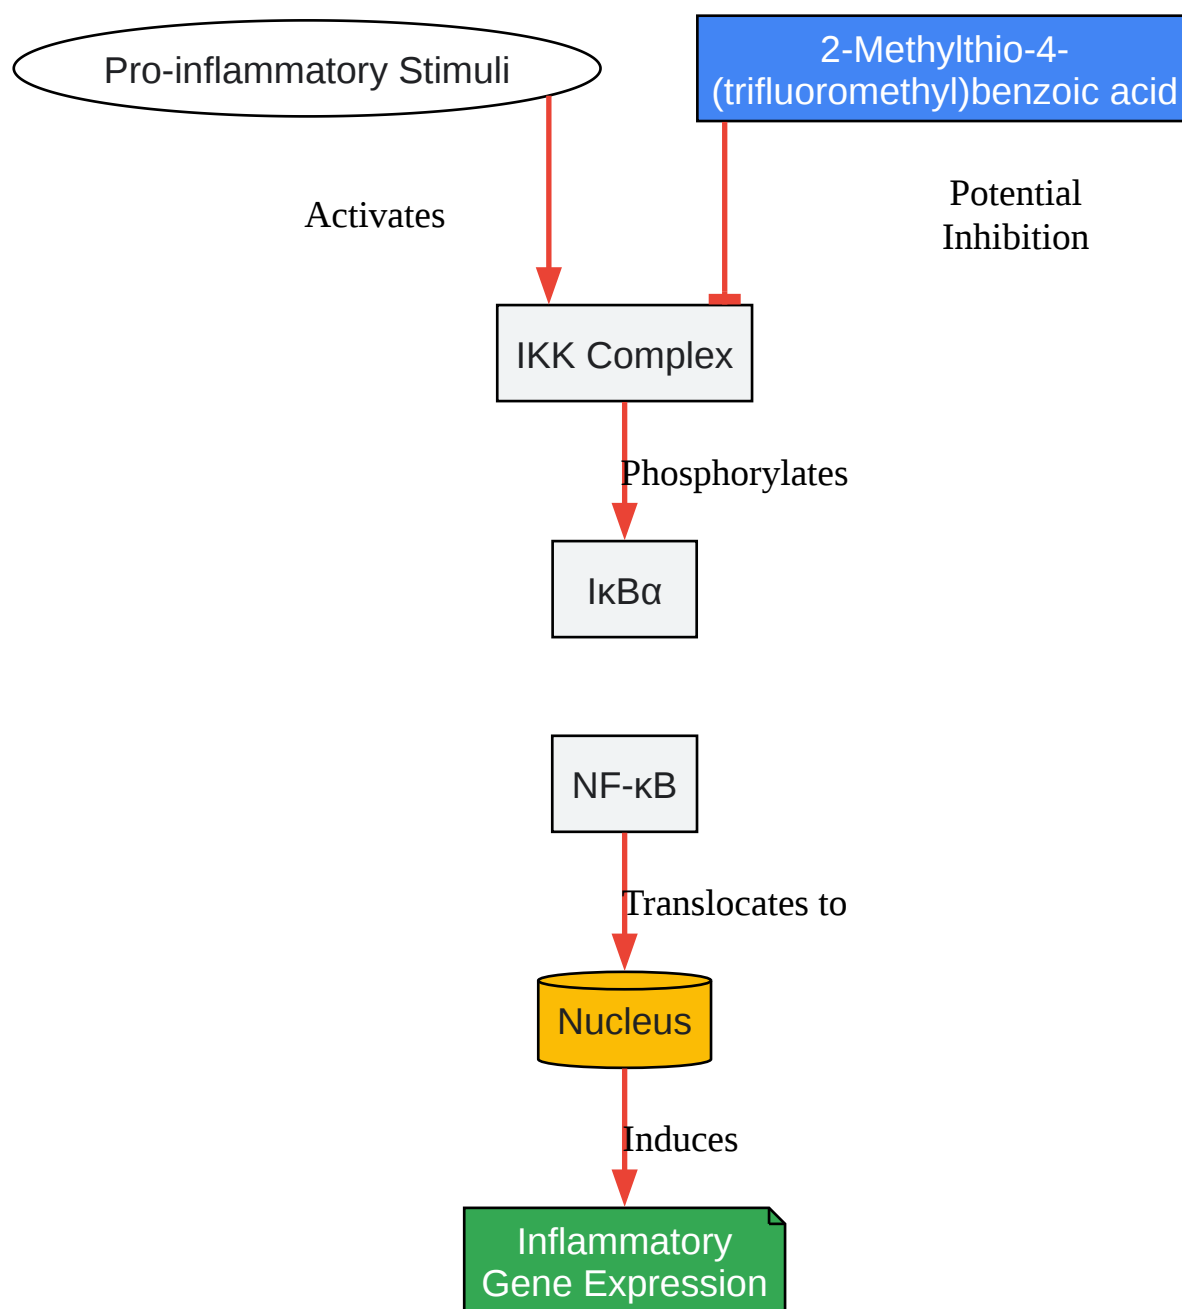 Pro-inflammatory Stimuli
2-Methylthio-4-
(trifluoromethyl)benzoic acid
Activates
Potential
Inhibition
IKK Complex
Phosphorylates
IκBα
NF-κB
Translocates to
Nucleus
Induces
Inflammatory
Gene Expression